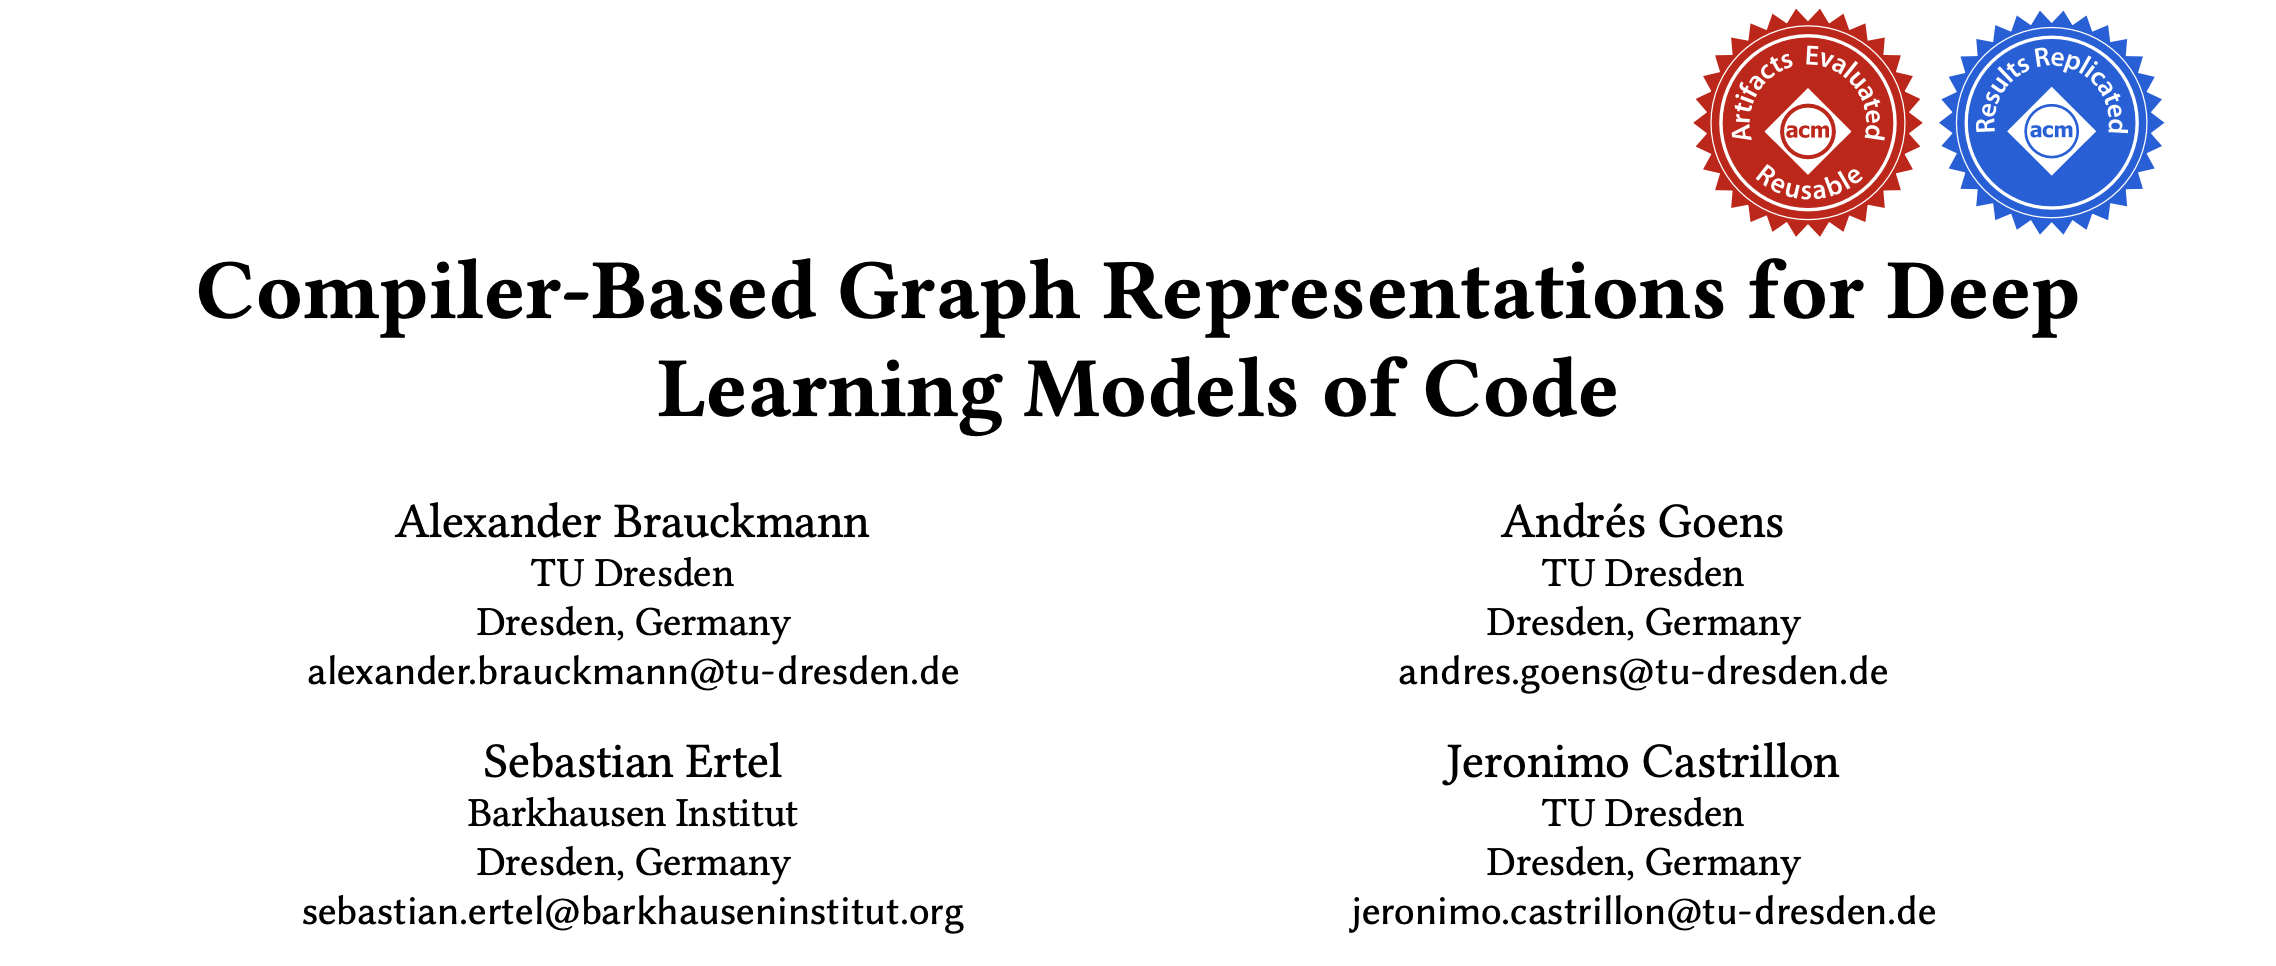 Artifacts Evaluated
acm
Reusable
Results Replicated
acm
Compiler-Based Graph Representations for Deep
Learning Models of Code
Alexander Brauckmann
TU Dresden
Dresden, Germany
alexander.brauckmann@tu-dresden.de
Andrés Goens
TU Dresden
Dresden, Germany
andres.goens@tu-dresden.de
Sebastian Ertel
Barkhausen Institut
Dresden, Germany
sebastian.ertel@barkhauseninstitut.org
Jeronimo Castrillon
TU Dresden
Dresden, Germany
jeronimo.castrillon@tu-dresden.de